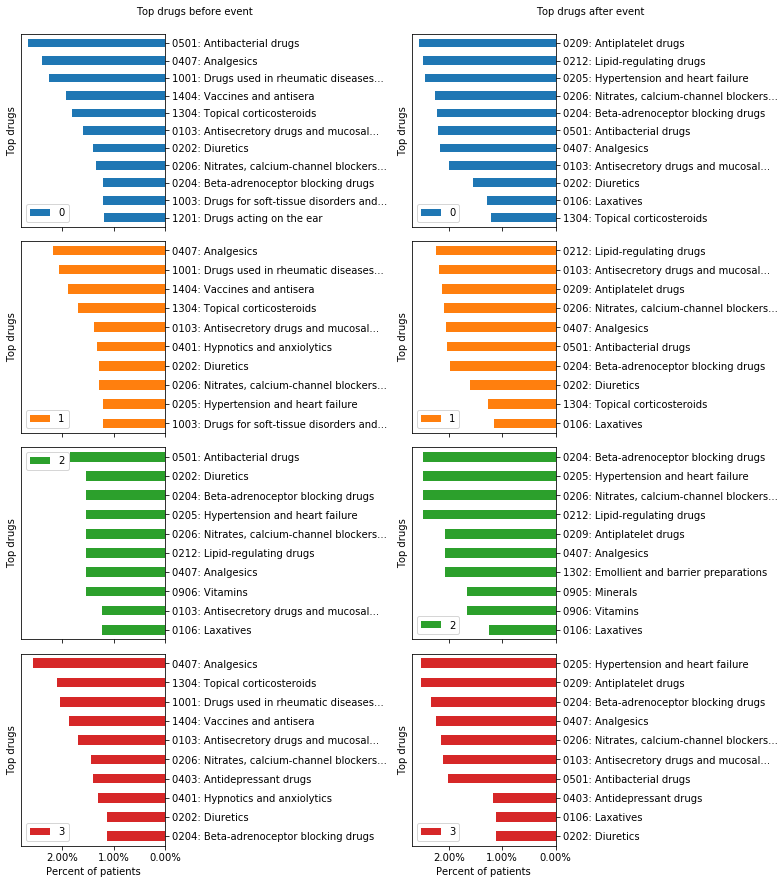 Top drugs before event
Top drugs
0501: Antibacterial drugs
0407: Analgesics
1001: Drugs used in rheumatic diseases...
1404: Vaccines and antisera
1304: Topical corticosteroids
0103: Antisecretory drugs and mucosal...
0202: Diuretics
0206: Nitrates, calcium-channel blockers...
0204: Beta-adrenoceptor blocking drugs
1003: Drugs for soft-tissue disorders and...
1201: Drugs acting on the ear
0
Top drugs
0407: Analgesics
1001: Drugs used in rheumatic diseases...
1404: Vaccines and antisera
1304: Topical corticosteroids
0103: Antisecretory drugs and mucosal...
0401: Hypnotics and anxiolytics
0202: Diuretics
0206: Nitrates, calcium-channel blockers...
0205: Hypertension and heart failure
1003: Drugs for soft-tissue disorders and...
1
Top drugs
2
0501: Antibacterial drugs
0202: Diuretics
0204: Beta-adrenoceptor blocking drugs
0205: Hypertension and heart failure
0206: Nitrates, calcium-channel blockers...
0212: Lipid-regulating drugs
0407: Analgesics
0906: Vitamins
0103: Antisecretory drugs and mucosal...
0106: Laxatives
Top drugs
0407: Analgesics
1304: Topical corticosteroids
1001: Drugs used in rheumatic diseases...
1404: Vaccines and antisera
0103: Antisecretory drugs and mucosal...
0206: Nitrates, calcium-channel blockers...
0403: Antidepressant drugs
0401: Hypnotics and anxiolytics
0202: Diuretics
0204: Beta-adrenoceptor blocking drugs
3
2.00% 1.00% 0.00%
Percent of patients
Top drugs after event
Top drugs
0209: Antiplatelet drugs
0212: Lipid-regulating drugs
0205: Hypertension and heart failure
0206: Nitrates, calcium-channel blockers...
0204: Beta-adrenoceptor blocking drugs
0501: Antibacterial drugs
0407: Analgesics
0103: Antisecretory drugs and mucosal...
0202: Diuretics
0106: Laxatives
1304: Topical corticosteroids
0
Top drugs
0212: Lipid-regulating drugs
0103: Antisecretory drugs and mucosal...
0209: Antiplatelet drugs
0206: Nitrates, calcium-channel blockers...
0407: Analgesics
0501: Antibacterial drugs
0204: Beta-adrenoceptor blocking drugs
0202: Diuretics
1304: Topical corticosteroids
0106: Laxatives
1
Top drugs
0204: Beta-adrenoceptor blocking drugs
0205: Hypertension and heart failure
0206: Nitrates, calcium-channel blockers...
0212: Lipid-regulating drugs
0209: Antiplatelet drugs
0407: Analgesics
1302: Emollient and barrier preparations
0905: Minerals
0906: Vitamins
0106: Laxatives
2
Top drugs
0205: Hypertension and heart failure
0209: Antiplatelet drugs
0204: Beta-adrenoceptor blocking drugs
0407: Analgesics
0206: Nitrates, calcium-channel blockers...
0103: Antisecretory drugs and mucosal...
0501: Antibacterial drugs
0403: Antidepressant drugs
0106: Laxatives
0202: Diuretics
3
2.00% 1.00% 0.00%
Percent of patients